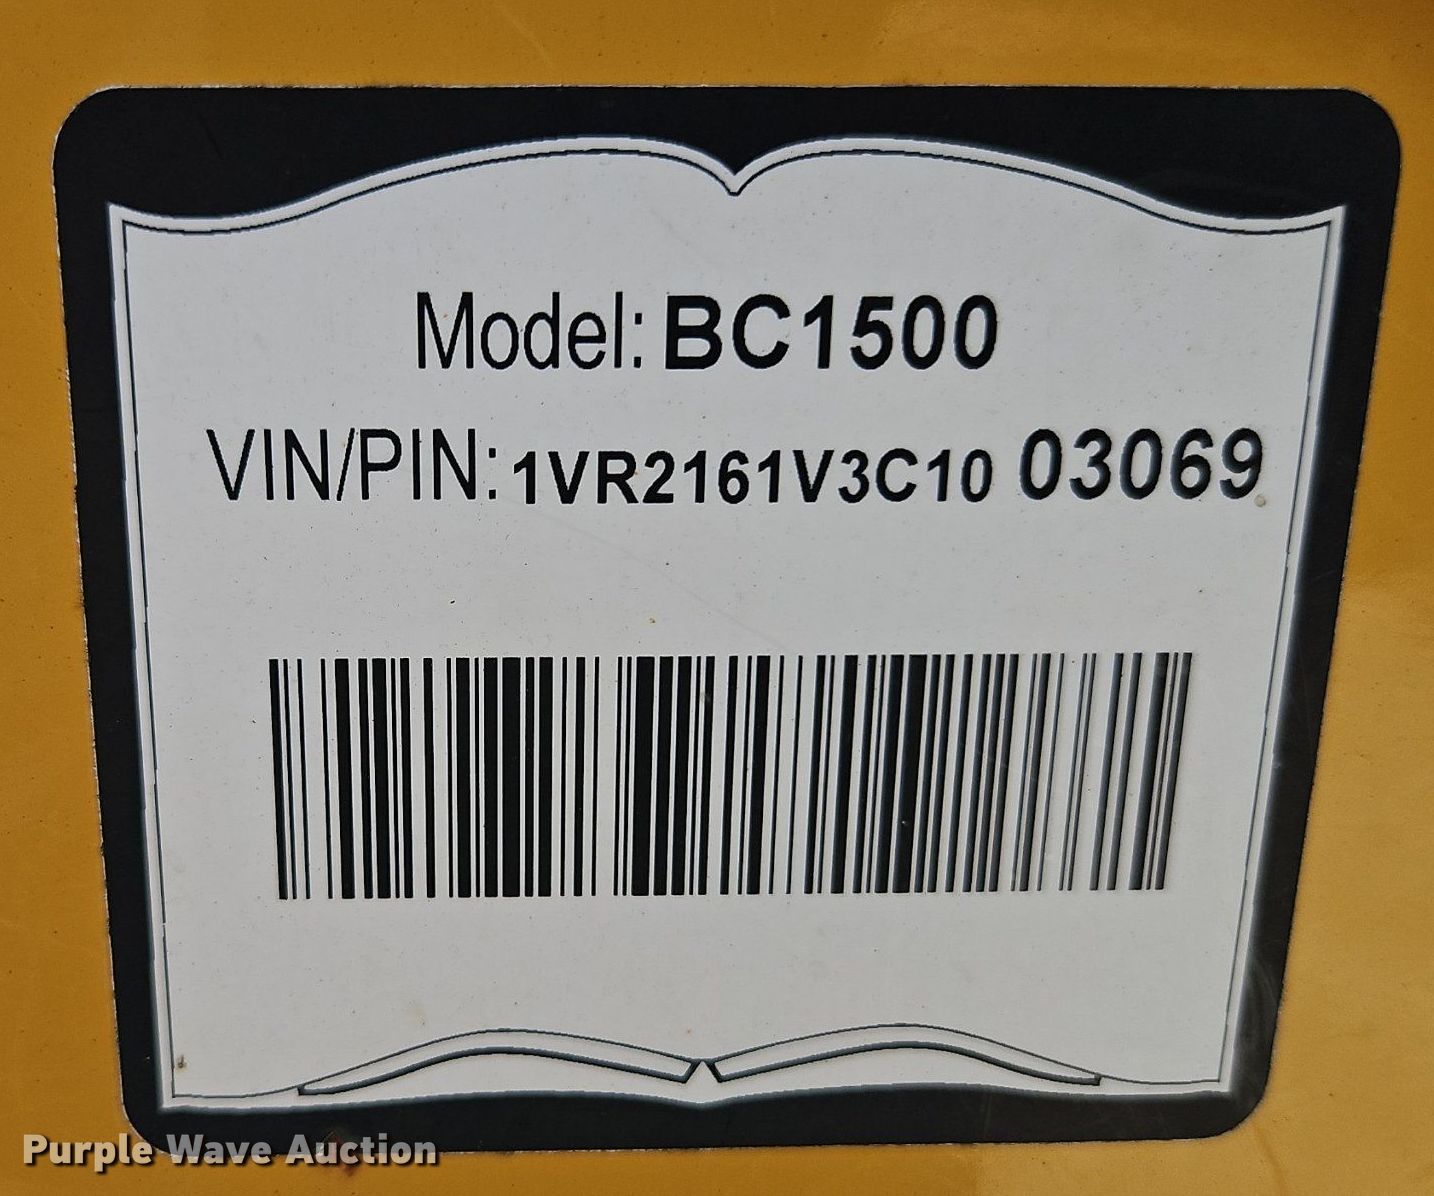 Model: BC1500
VIN/PIN: 1VR2161V3C10 03069
Purple Wave Auction